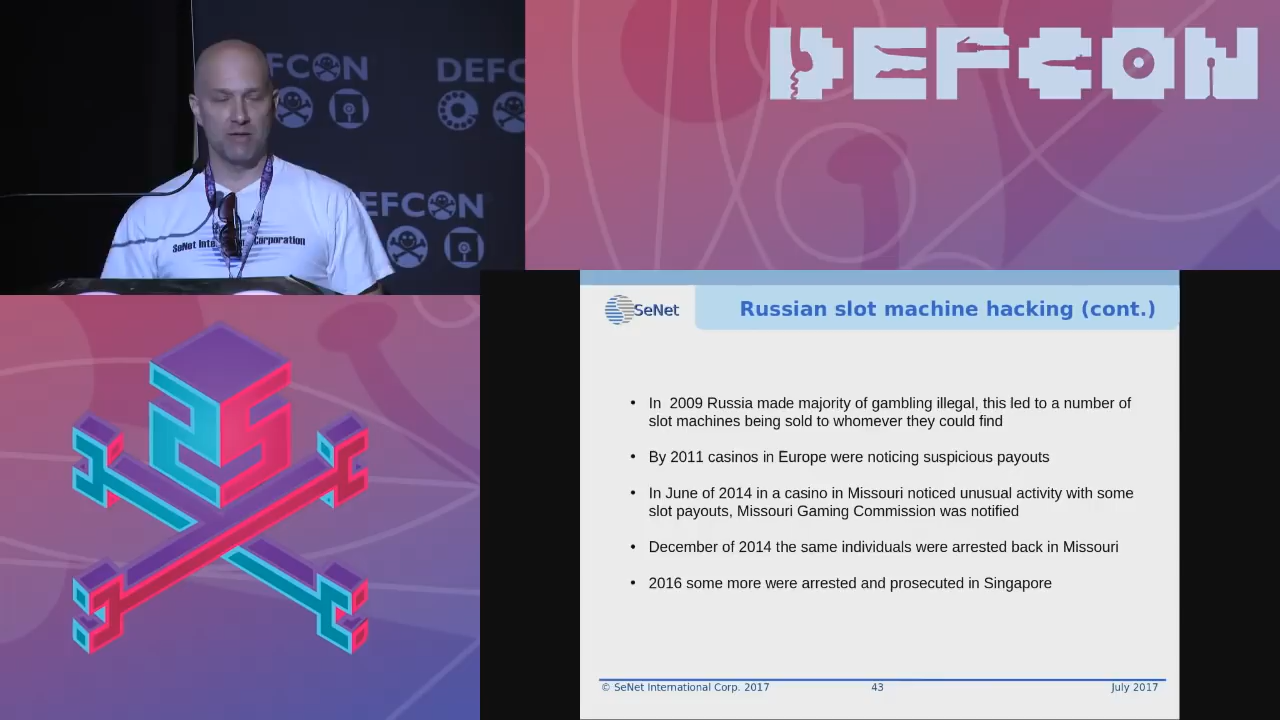 FCON
DEFC
EFCON
SeNet Inte
Corporation
DEFCON
SeNet
Russian slot machine hacking (cont.)
• In  2009 Russia made majority of gambling illegal, this led to a number of
slot machines being sold to whomever they could find
• By 2011 casinos in Europe were noticing suspicious payouts
• In June of 2014 in a casino in Missouri noticed unusual activity with some
slot payouts, Missouri Gaming Commission was notified
• December of 2014 the same individuals were arrested back in Missouri
• 2016 some more were arrested and prosecuted in Singapore
© SeNet International Corp. 2017 43 July 2017